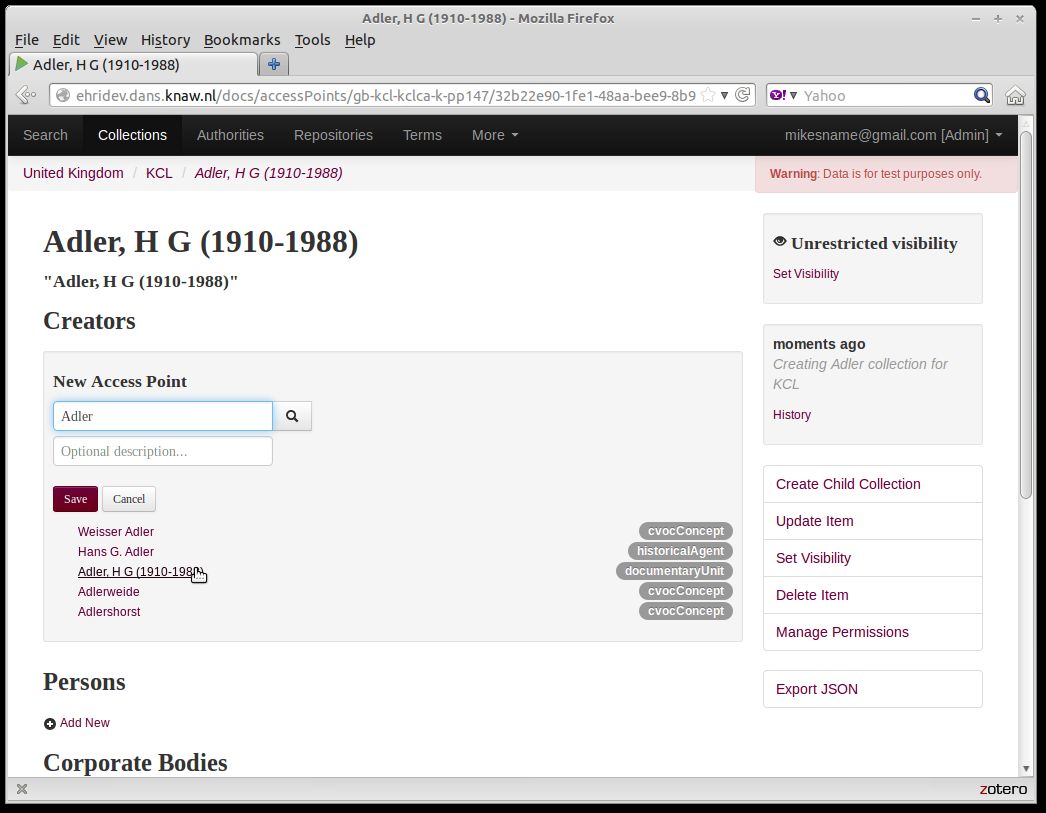 Adler, H G (1910-1988) - Mozilla Firefox
File Edit View History Bookmarks Tools Help
Adler, H G (1910-1988)
ehridev.dans.knaw.nl/docs/accessPoints/gb-kcl-kclca-k-pp147/32b22e90-1fe1-48aa-bee9-8b9 Yahoo
Search Collections Authorities Repositories Terms More mikesname@gmail.com [Admin]
United Kingdom / KCL / Adler, H G (1910-1988)
Warning: Data is for test purposes only.
Adler, H G (1910-1988)
"Adler, H G (1910-1988)"
Creators
New Access Point
Adler
Optional description...
Save Cancel
Weisser Adler cvocConcept
Hans G. Adler historicalAgent
Adler, H G (1910-1988) documentaryUnit
Adlerweide cvocConcept
Adlershorst cvocConcept
Persons
Add New
Corporate Bodies
Unrestricted visibility
Set Visibility
moments ago
Creating Adler collection for
KCL
History
Create Child Collection
Update Item
Set Visibility
Delete Item
Manage Permissions
Export JSON
zotero